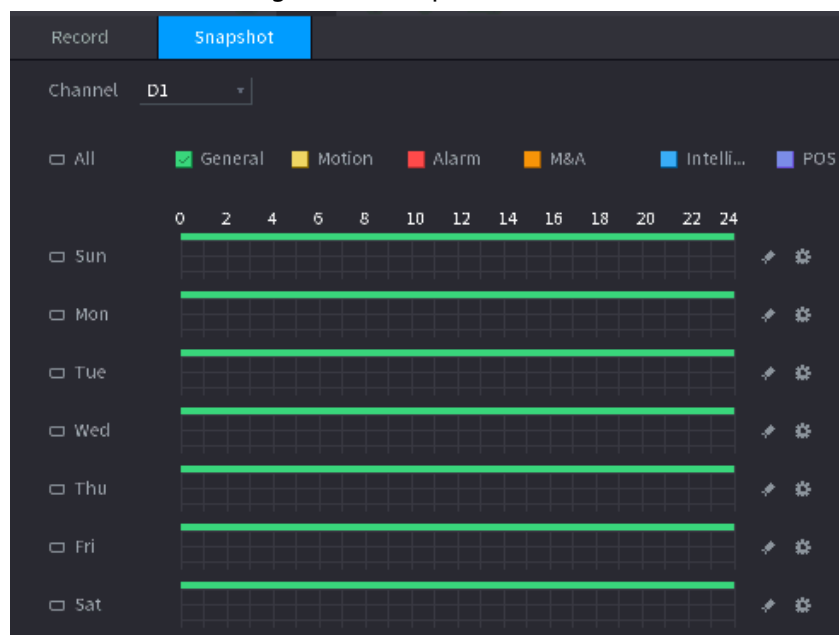 Record Snapshot
Channel D1
All General Motion Alarm M&A Intelli... POS
0 2 4 6 8 10 12 14 16 18 20 22 24
Sun
Mon
Tue
Wed
Thu
Fri
Sat